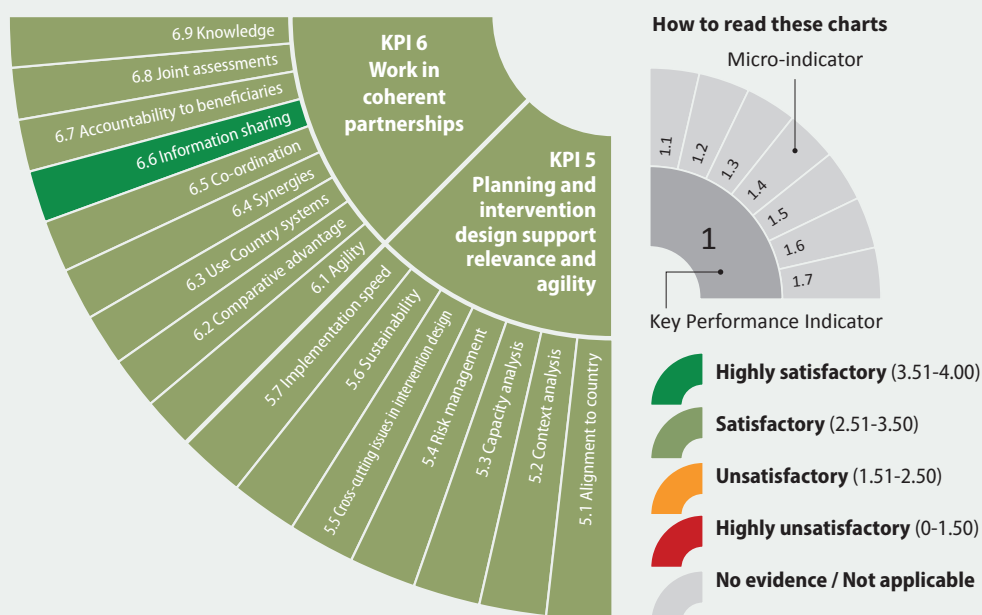 6.9 Knowledge
6.8 Joint assessments
6.7 Accountability to beneficiaries
6.6 Information sharing
6.5 Co-ordination
6.4 Synergies
6.3 Use Country systems
6.2 Comparative advantage
6.1 Agility
KPI 6
Work in
coherent
partnerships
KPI 5
Planning and
intervention
design support
relevance and
agility
5.7 Implementation speed
5.6 Sustainability
5.5 Cross-cutting issues in intervention design
5.4 Risk management
5.3 Capacity analysis
5.2 Context analysis
5.1 Alignment to country
How to read these charts
Micro-indicator
1.1
1.2
1.3
1.4
1.5
1.6
1.7
1
Key Performance Indicator
Highly satisfactory (3.51-4.00)
Satisfactory (2.51-3.50)
Unsatisfactory (1.51-2.50)
Highly unsatisfactory (0-1.50)
No evidence / Not applicable